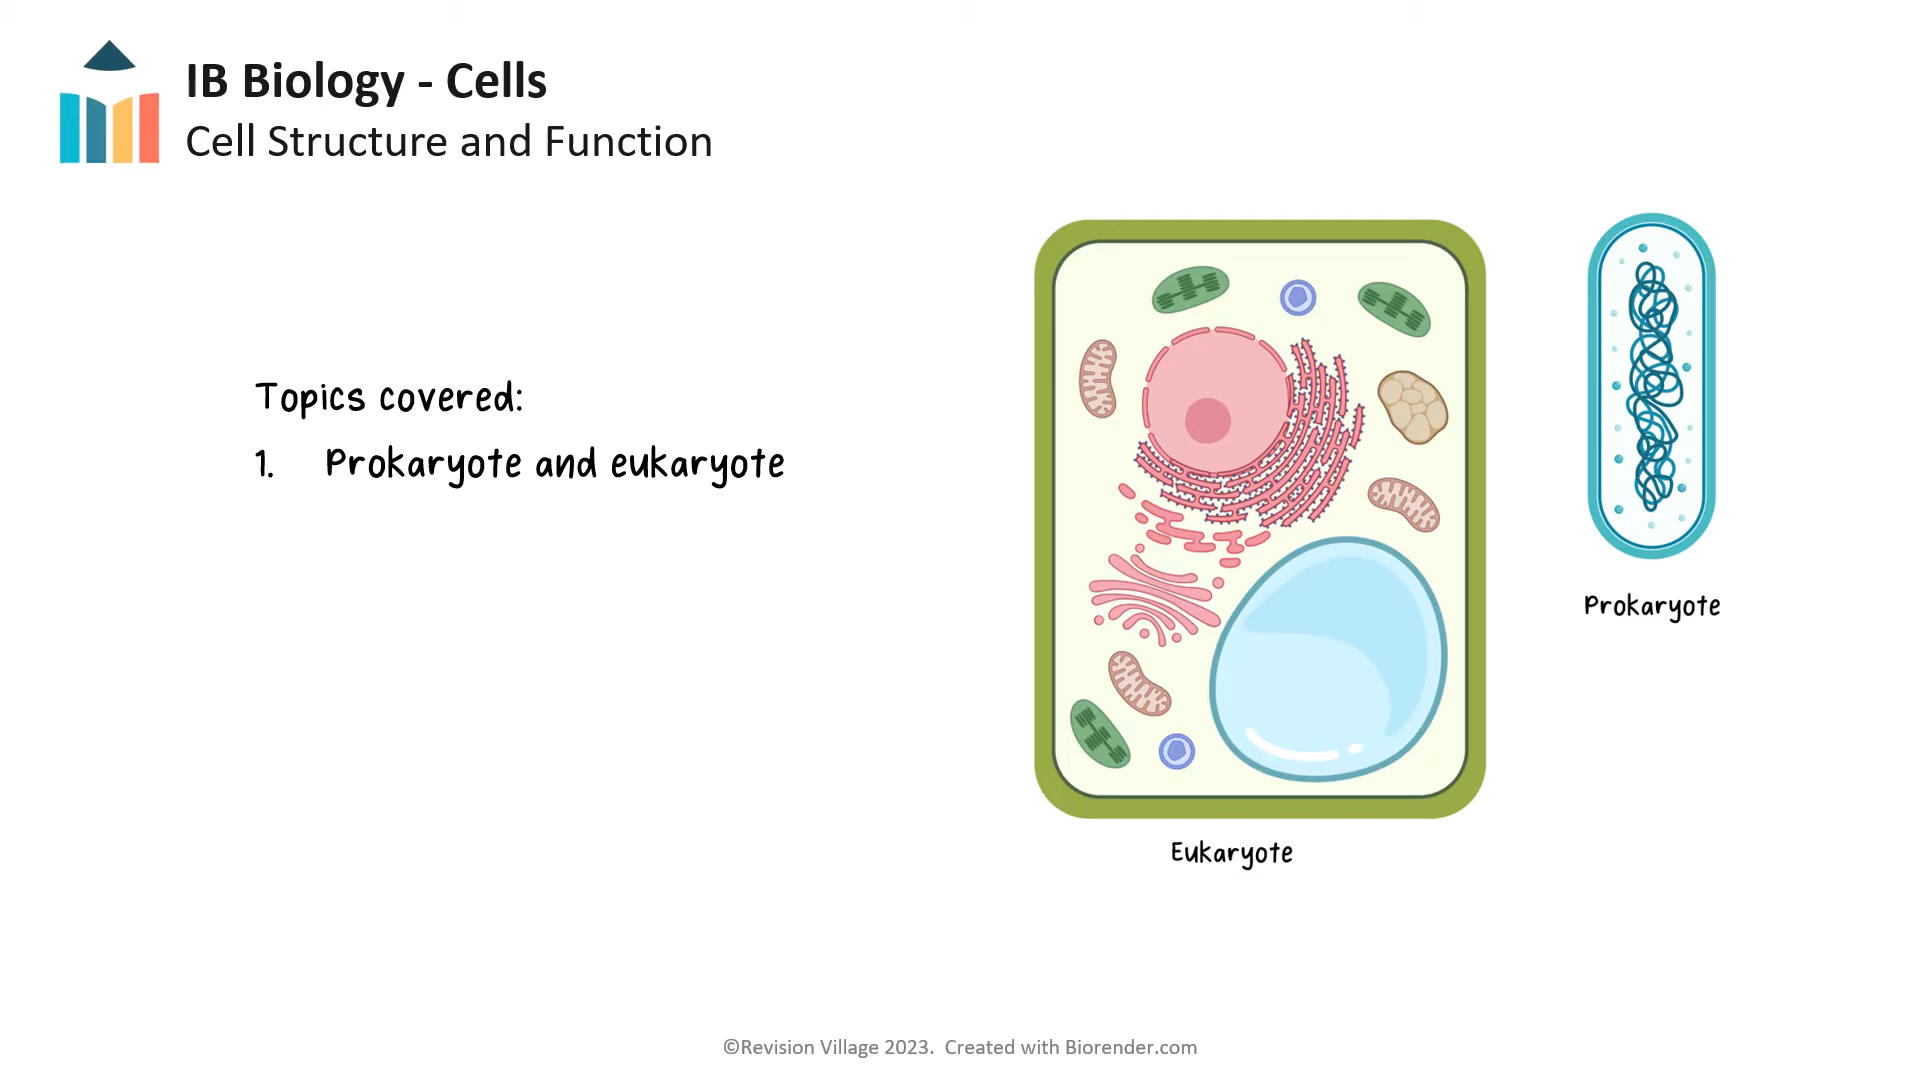 IB Biology - Cells
Cell Structure and Function
Topics covered:
1. Prokaryote and eukaryote
Prokaryote
Eukaryote
©Revision Village 2023. Created with Biorender.com